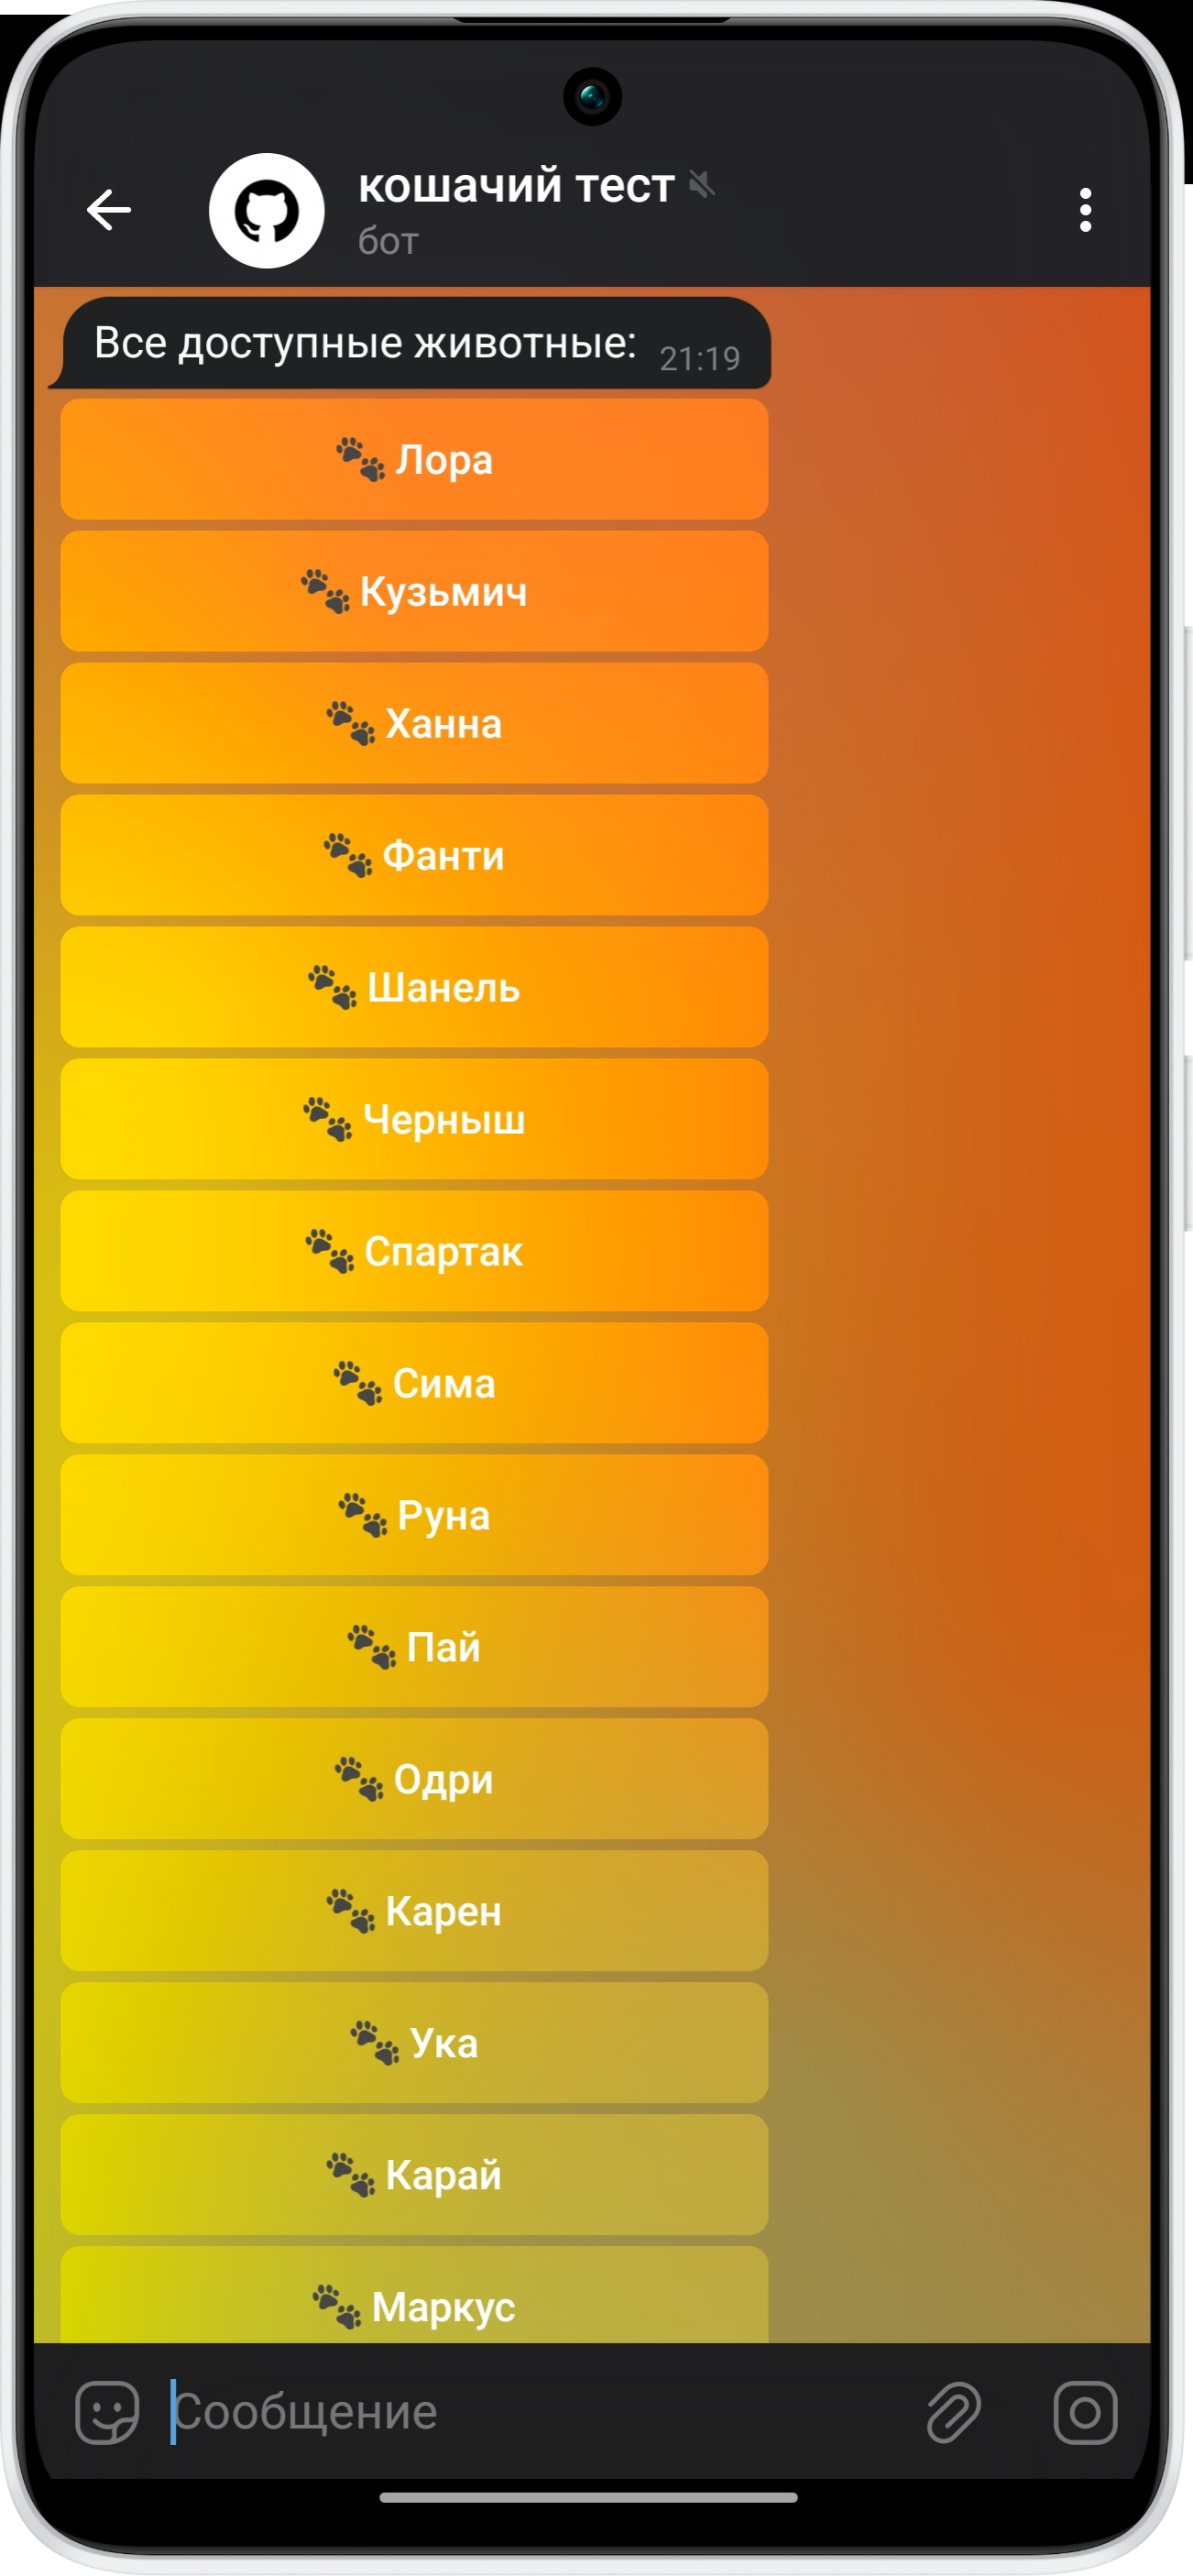 кошачий тест
бот
Все доступные животные: 21:19
Лора
Кузьмич
Ханна
Фанти
Шанель
Черныш
Спартак
Сима
Руна
Пай
Одри
Карен
Ука
Карай
Маркус
Сообщение